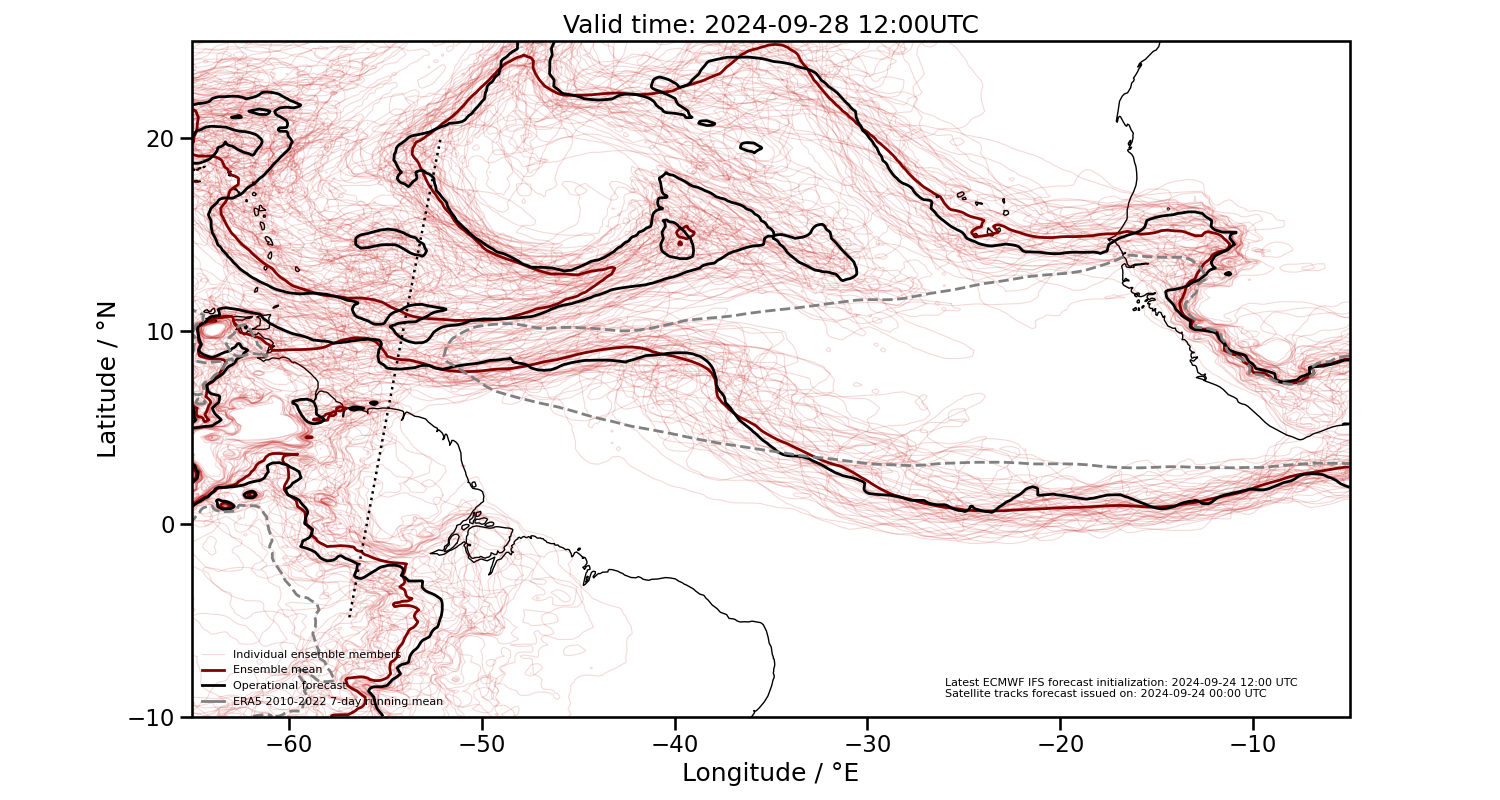 Valid time: 2024-09-28 12:00UTC
20
10
0
−10
Latitude / °N
−60
−50
−40
−30
−20
−10
Longitude / °E
Individual ensemble members
Ensemble mean
Operational forecast
ERA5 2010-2022 7-day running mean
Latest ECMWF IFS forecast initialization: 2024-09-24 12:00 UTC
Satellite tracks forecast issued on: 2024-09-24 00:00 UTC